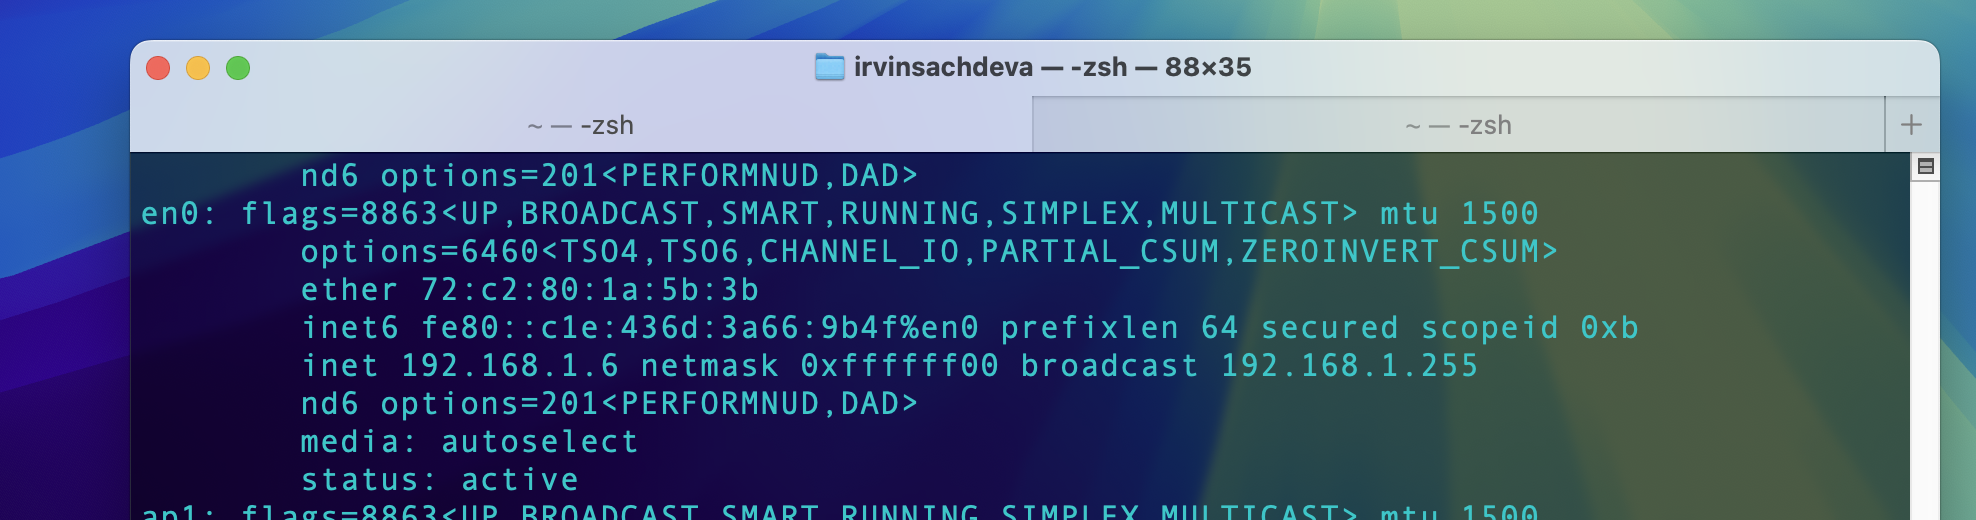 irvinsachdeva — -zsh — 88×35
~ — -zsh
~ — -zsh
nd6 options=201<PERFORMNUD,DAD>
en0: flags=8863<UP,BROADCAST,SMART,RUNNING,SIMPLEX,MULTICAST> mtu 1500
options=6460<TSO4,TSO6,CHANNEL_IO,PARTIAL_CSUM,ZEROINVERT_CSUM>
ether 72:c2:80:1a:5b:3b
inet6 fe80::c1e:436d:3a66:9b4f%en0 prefixlen 64 secured scopeid 0xb
inet 192.168.1.6 netmask 0xffffff00 broadcast 192.168.1.255
nd6 options=201<PERFORMNUD,DAD>
media: autoselect
status: active
ap1: flags=8863<UP,BROADCAST,SMART,RUNNING,SIMPLEX,MULTICAST> mtu 1500